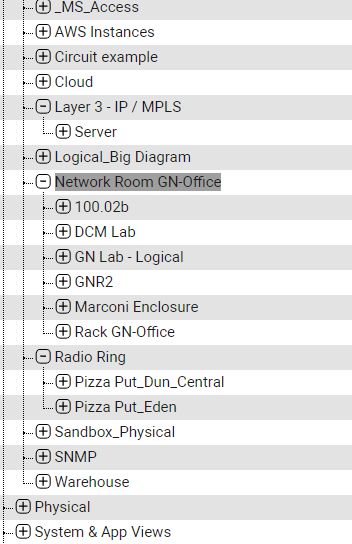 _MS_Access
AWS Instances
Circuit example
Cloud
Layer 3 - IP / MPLS
Server
Logical_Big Diagram
Network Room GN-Office
100.02b
DCM Lab
GN Lab - Logical
GNR2
Marconi Enclosure
Rack GN-Office
Radio Ring
Pizza Put_Dun_Central
Pizza Put_Eden
Sandbox_Physical
SNMP
Warehouse
Physical
System & App Views